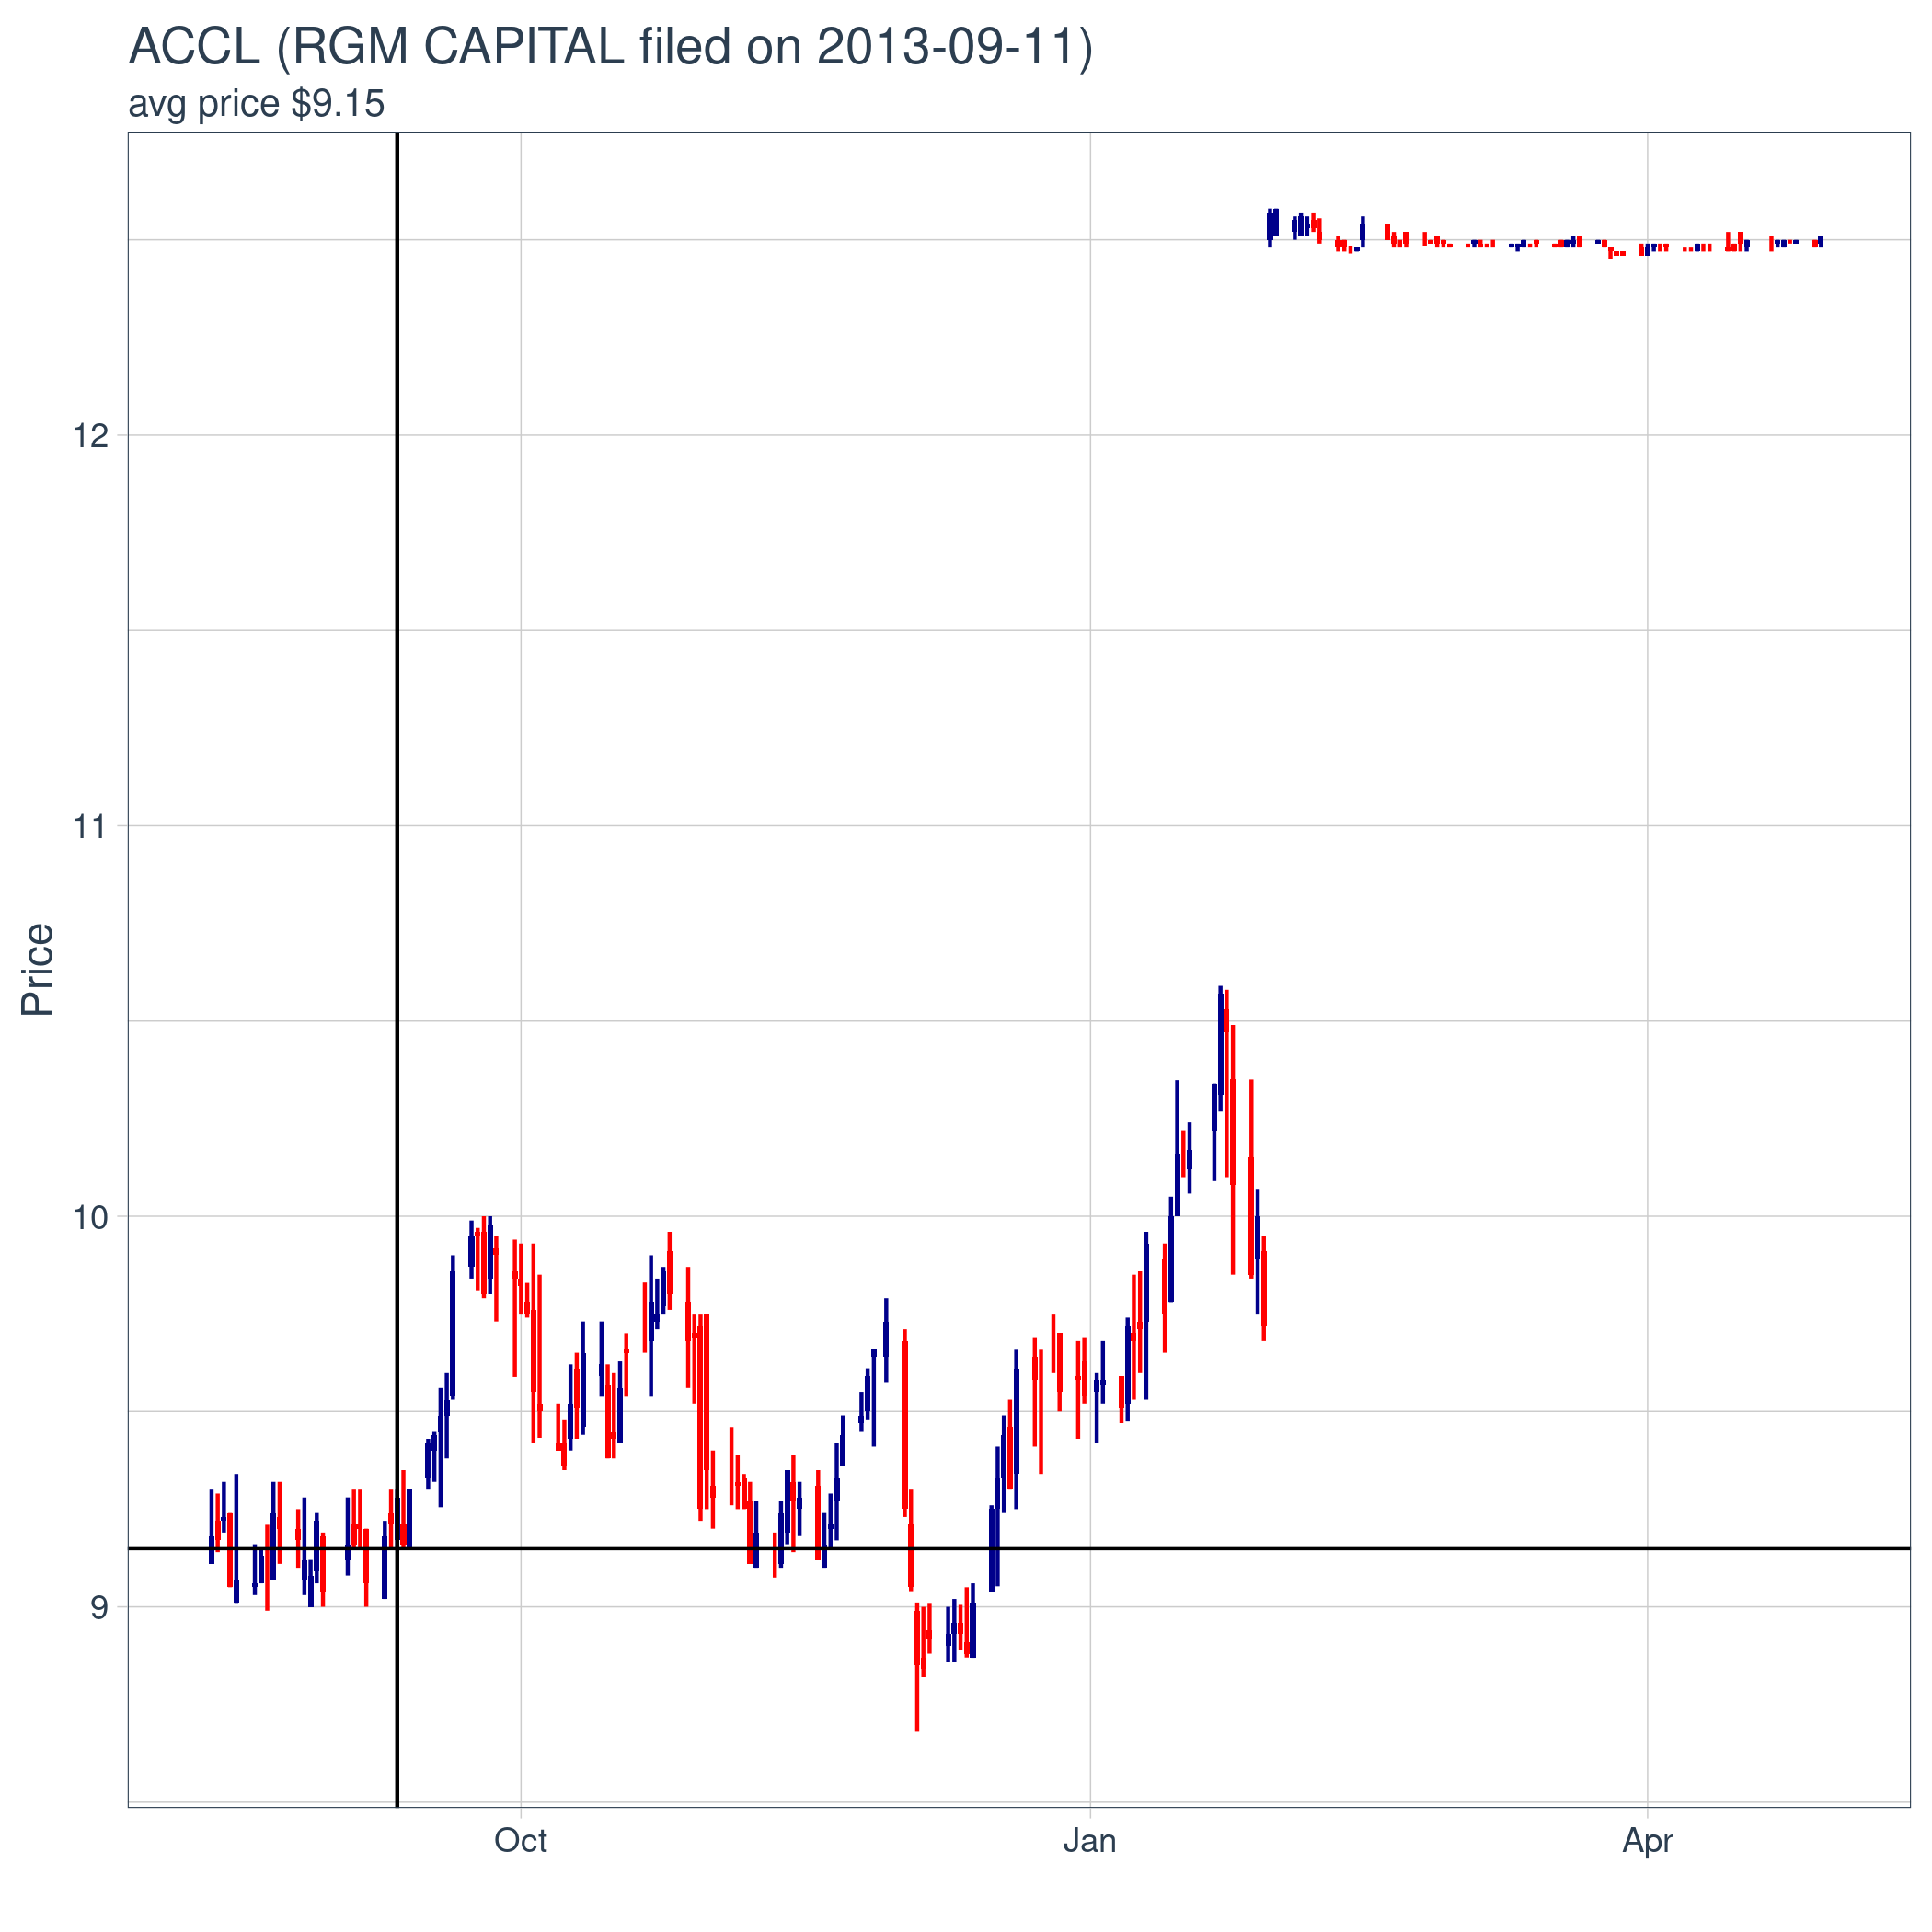 ACCL (RGM CAPITAL filed on 2013-09-11)
avg price $9.15
12
11
Price
10
9
Oct Jan Apr